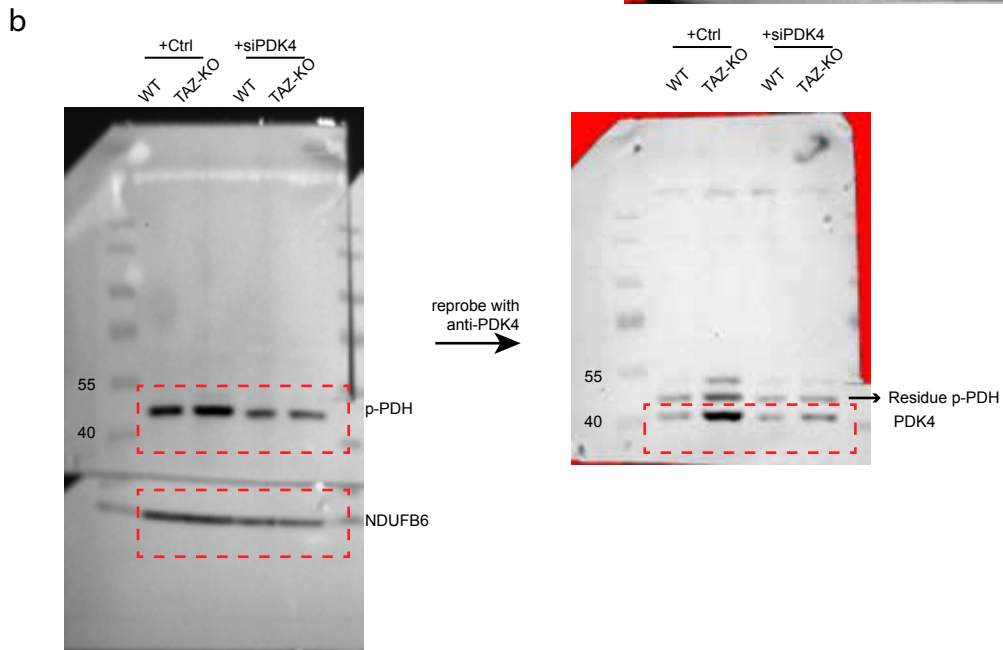 b
+Ctrl
+siPDK4
WT
TAZ-KO
WT
TAZ-KO
55
p-PDH
40
NDUFB6
reprobe with
anti-PDK4
+Ctrl
+siPDK4
WT
TAZ-KO
WT
TAZ-KO
55
Residue p-PDH
40
PDK4